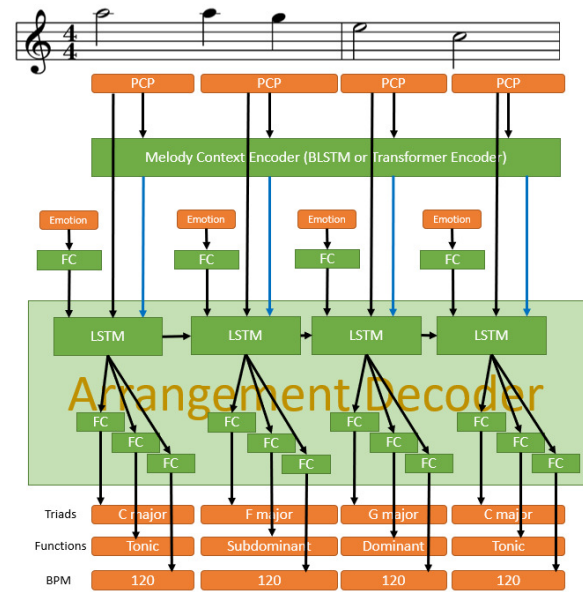 4
4
PCP PCP PCP PCP
Melody Context Encoder (BLSTM or Transformer Encoder)
Emotion Emotion Emotion Emotion
FC FC FC FC
LSTM LSTM LSTM LSTM
Arrangement Decoder
FC FC FC FC
FC FC FC FC
FC FC FC FC
Triads C major F major G major C major
Functions Tonic Subdominant Dominant Tonic
BPM 120 120 120 120